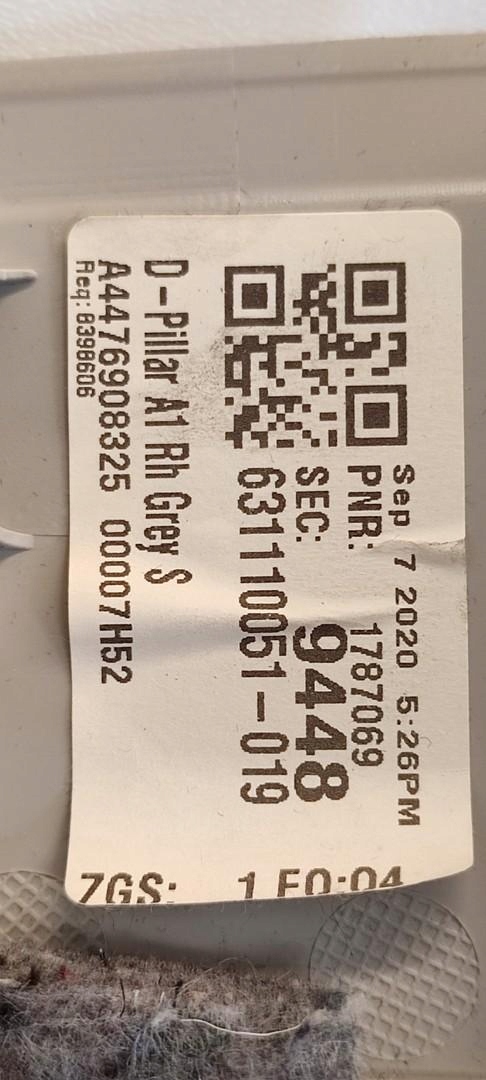 Sep 7 2020 5:26PM
PNR: 1787069
SEC: 9448
631110051-019
D-Pillar A1 Rh Grey S
A4476908325 00007H52
Req: 8398606
ZGS: 1 E0:04